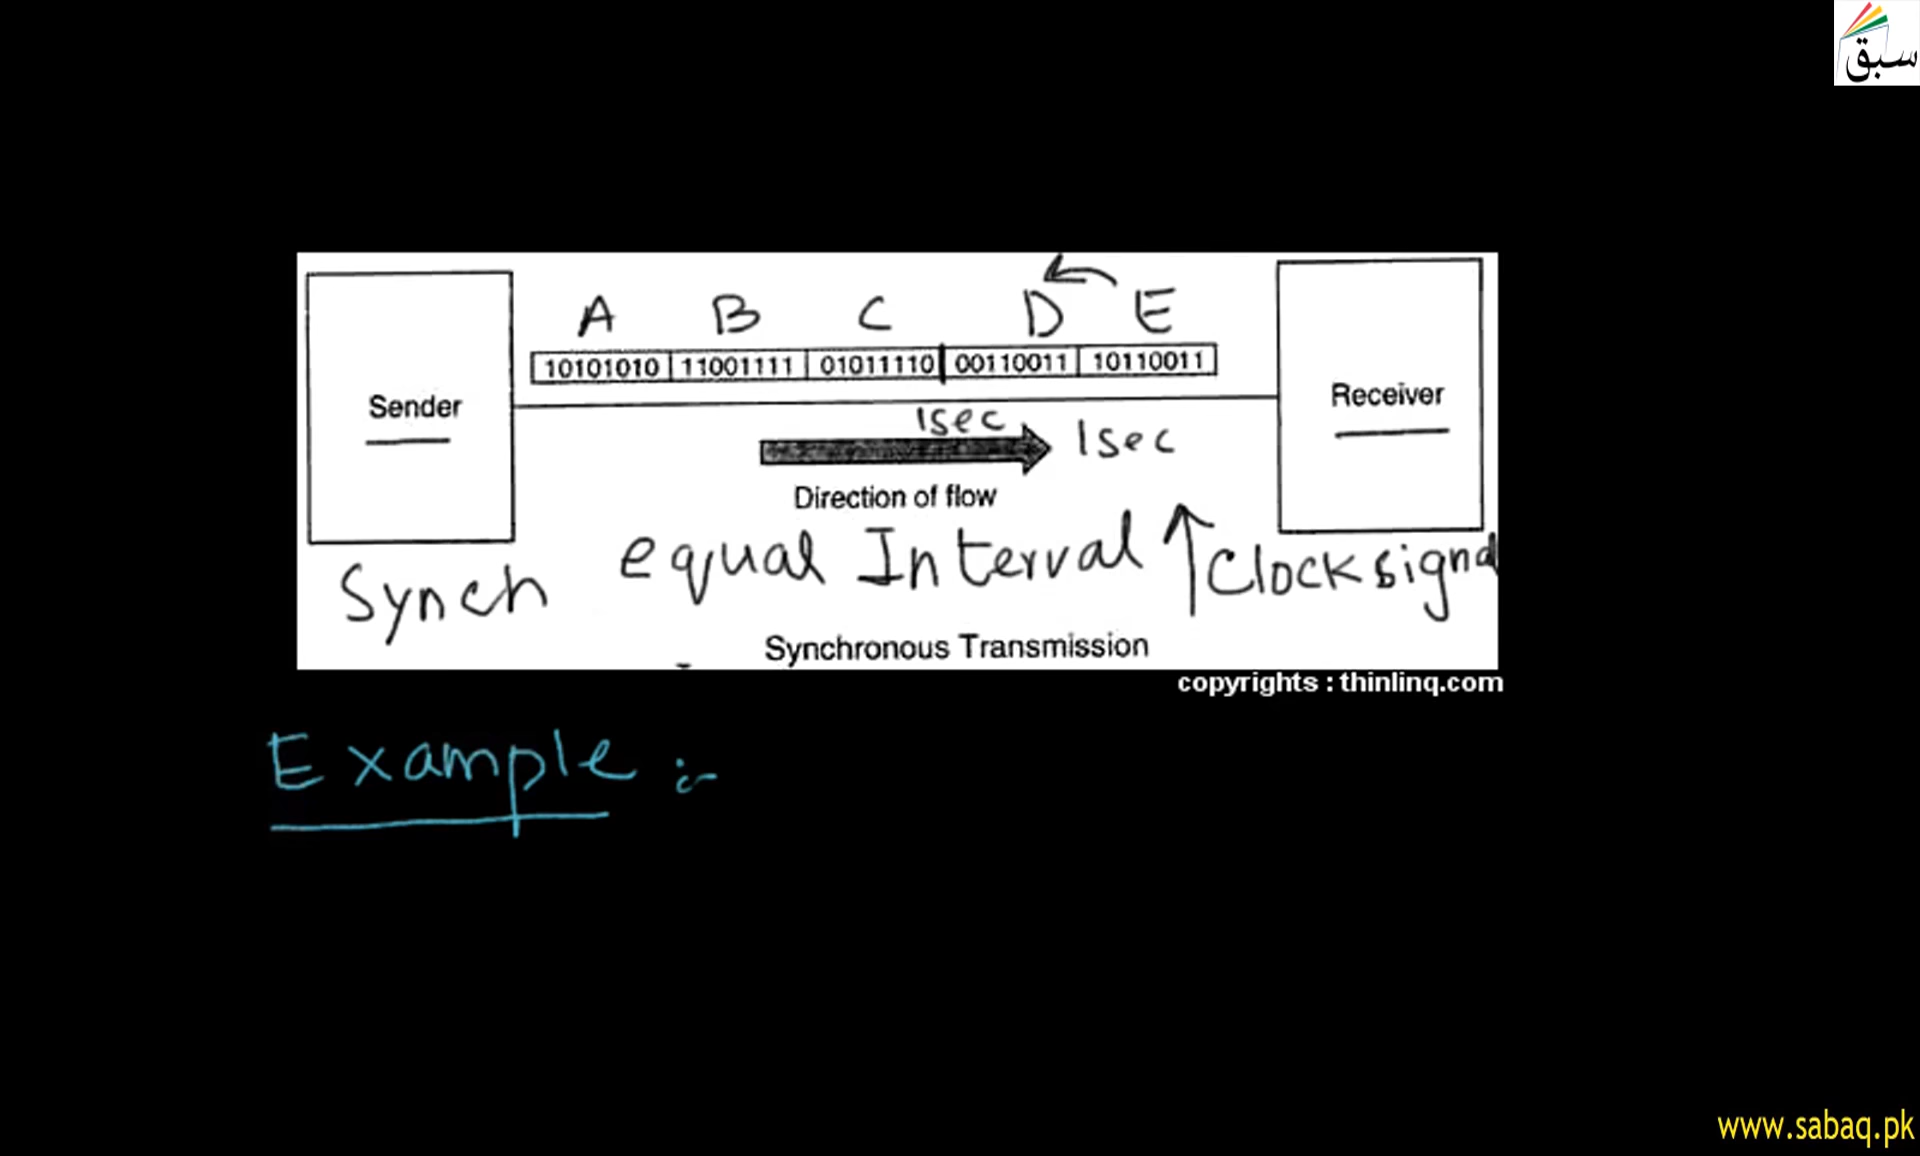 سبق
A B C D E
10101010 11001111 01011110 00110011 10110011
Sender
Receiver
1sec
1sec
Direction of flow
Synch equal Interval Clock signal
Synchronous Transmission
copyrights : thinlinq.com
Example :-
www.sabaq.pk